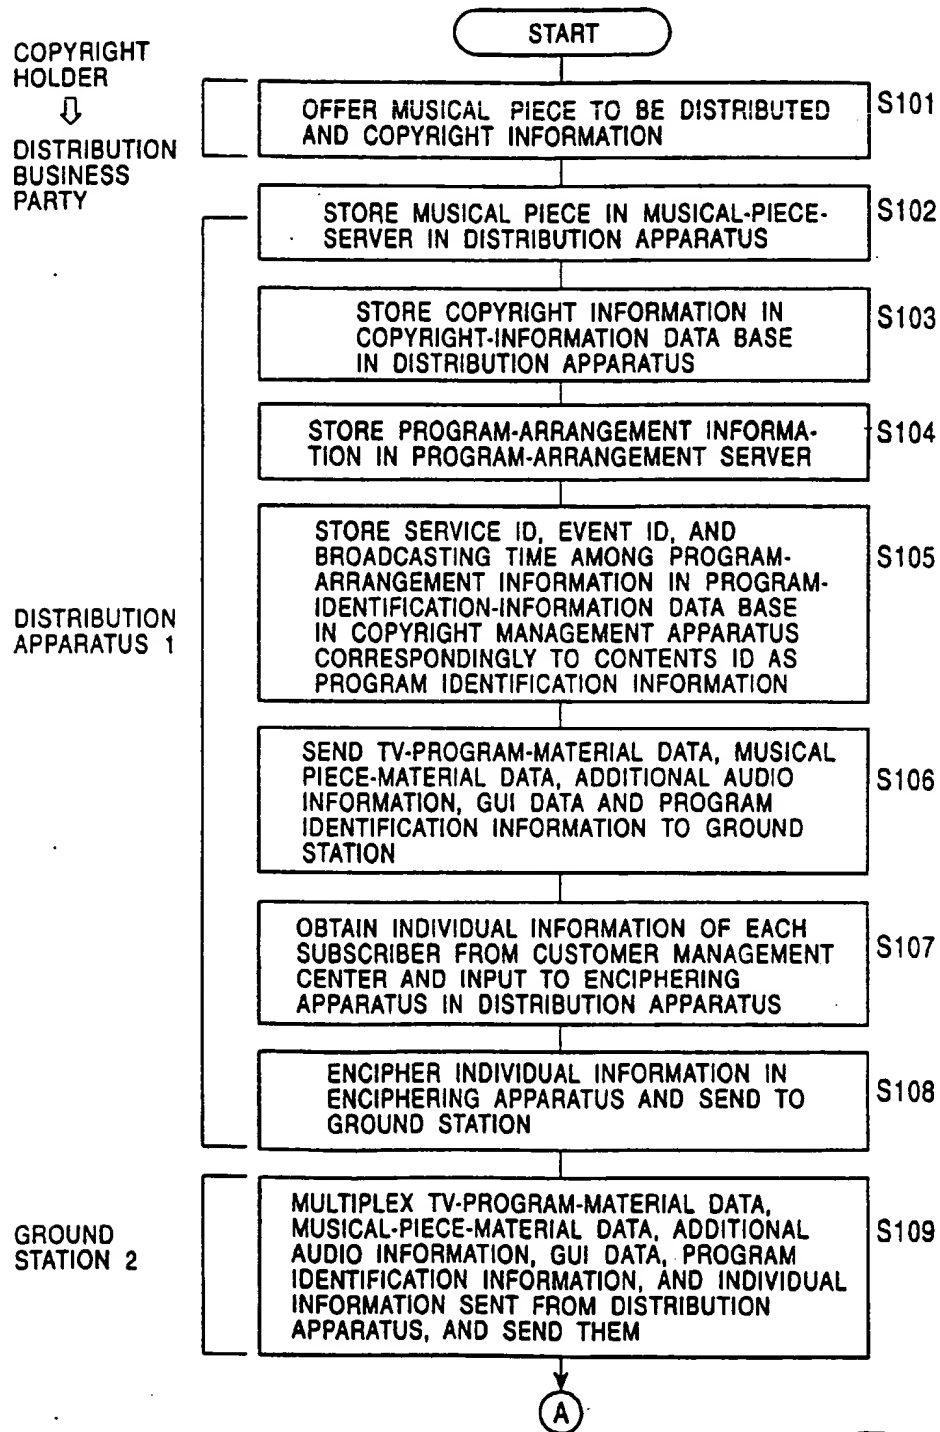 START
COPYRIGHT
HOLDER
⇩
DISTRIBUTION
BUSINESS
PARTY
OFFER MUSICAL PIECE TO BE DISTRIBUTED
AND COPYRIGHT INFORMATION
S101
STORE MUSICAL PIECE IN MUSICAL-PIECE-
SERVER IN DISTRIBUTION APPARATUS
S102
STORE COPYRIGHT INFORMATION IN
COPYRIGHT-INFORMATION DATA BASE
IN DISTRIBUTION APPARATUS
S103
STORE PROGRAM-ARRANGEMENT INFORMA-
TION IN PROGRAM-ARRANGEMENT SERVER
S104
DISTRIBUTION
APPARATUS 1
STORE SERVICE ID, EVENT ID, AND
BROADCASTING TIME AMONG PROGRAM-
ARRANGEMENT INFORMATION IN PROGRAM-
IDENTIFICATION-INFORMATION DATA BASE
IN COPYRIGHT MANAGEMENT APPARATUS
CORRESPONDINGLY TO CONTENTS ID AS
PROGRAM IDENTIFICATION INFORMATION
S105
SEND TV-PROGRAM-MATERIAL DATA, MUSICAL
PIECE-MATERIAL DATA, ADDITIONAL AUDIO
INFORMATION, GUI DATA AND PROGRAM
IDENTIFICATION INFORMATION TO GROUND
STATION
S106
OBTAIN INDIVIDUAL INFORMATION OF EACH
SUBSCRIBER FROM CUSTOMER MANAGEMENT
CENTER AND INPUT TO ENCIPHERING
APPARATUS IN DISTRIBUTION APPARATUS
S107
ENCIPHER INDIVIDUAL INFORMATION IN
ENCIPHERING APPARATUS AND SEND TO
GROUND STATION
S108
GROUND
STATION 2
MULTIPLEX TV-PROGRAM-MATERIAL DATA,
MUSICAL-PIECE-MATERIAL DATA, ADDITIONAL
AUDIO INFORMATION, GUI DATA, PROGRAM
IDENTIFICATION INFORMATION, AND INDIVIDUAL
INFORMATION SENT FROM DISTRIBUTION
APPARATUS, AND SEND THEM
S109
A